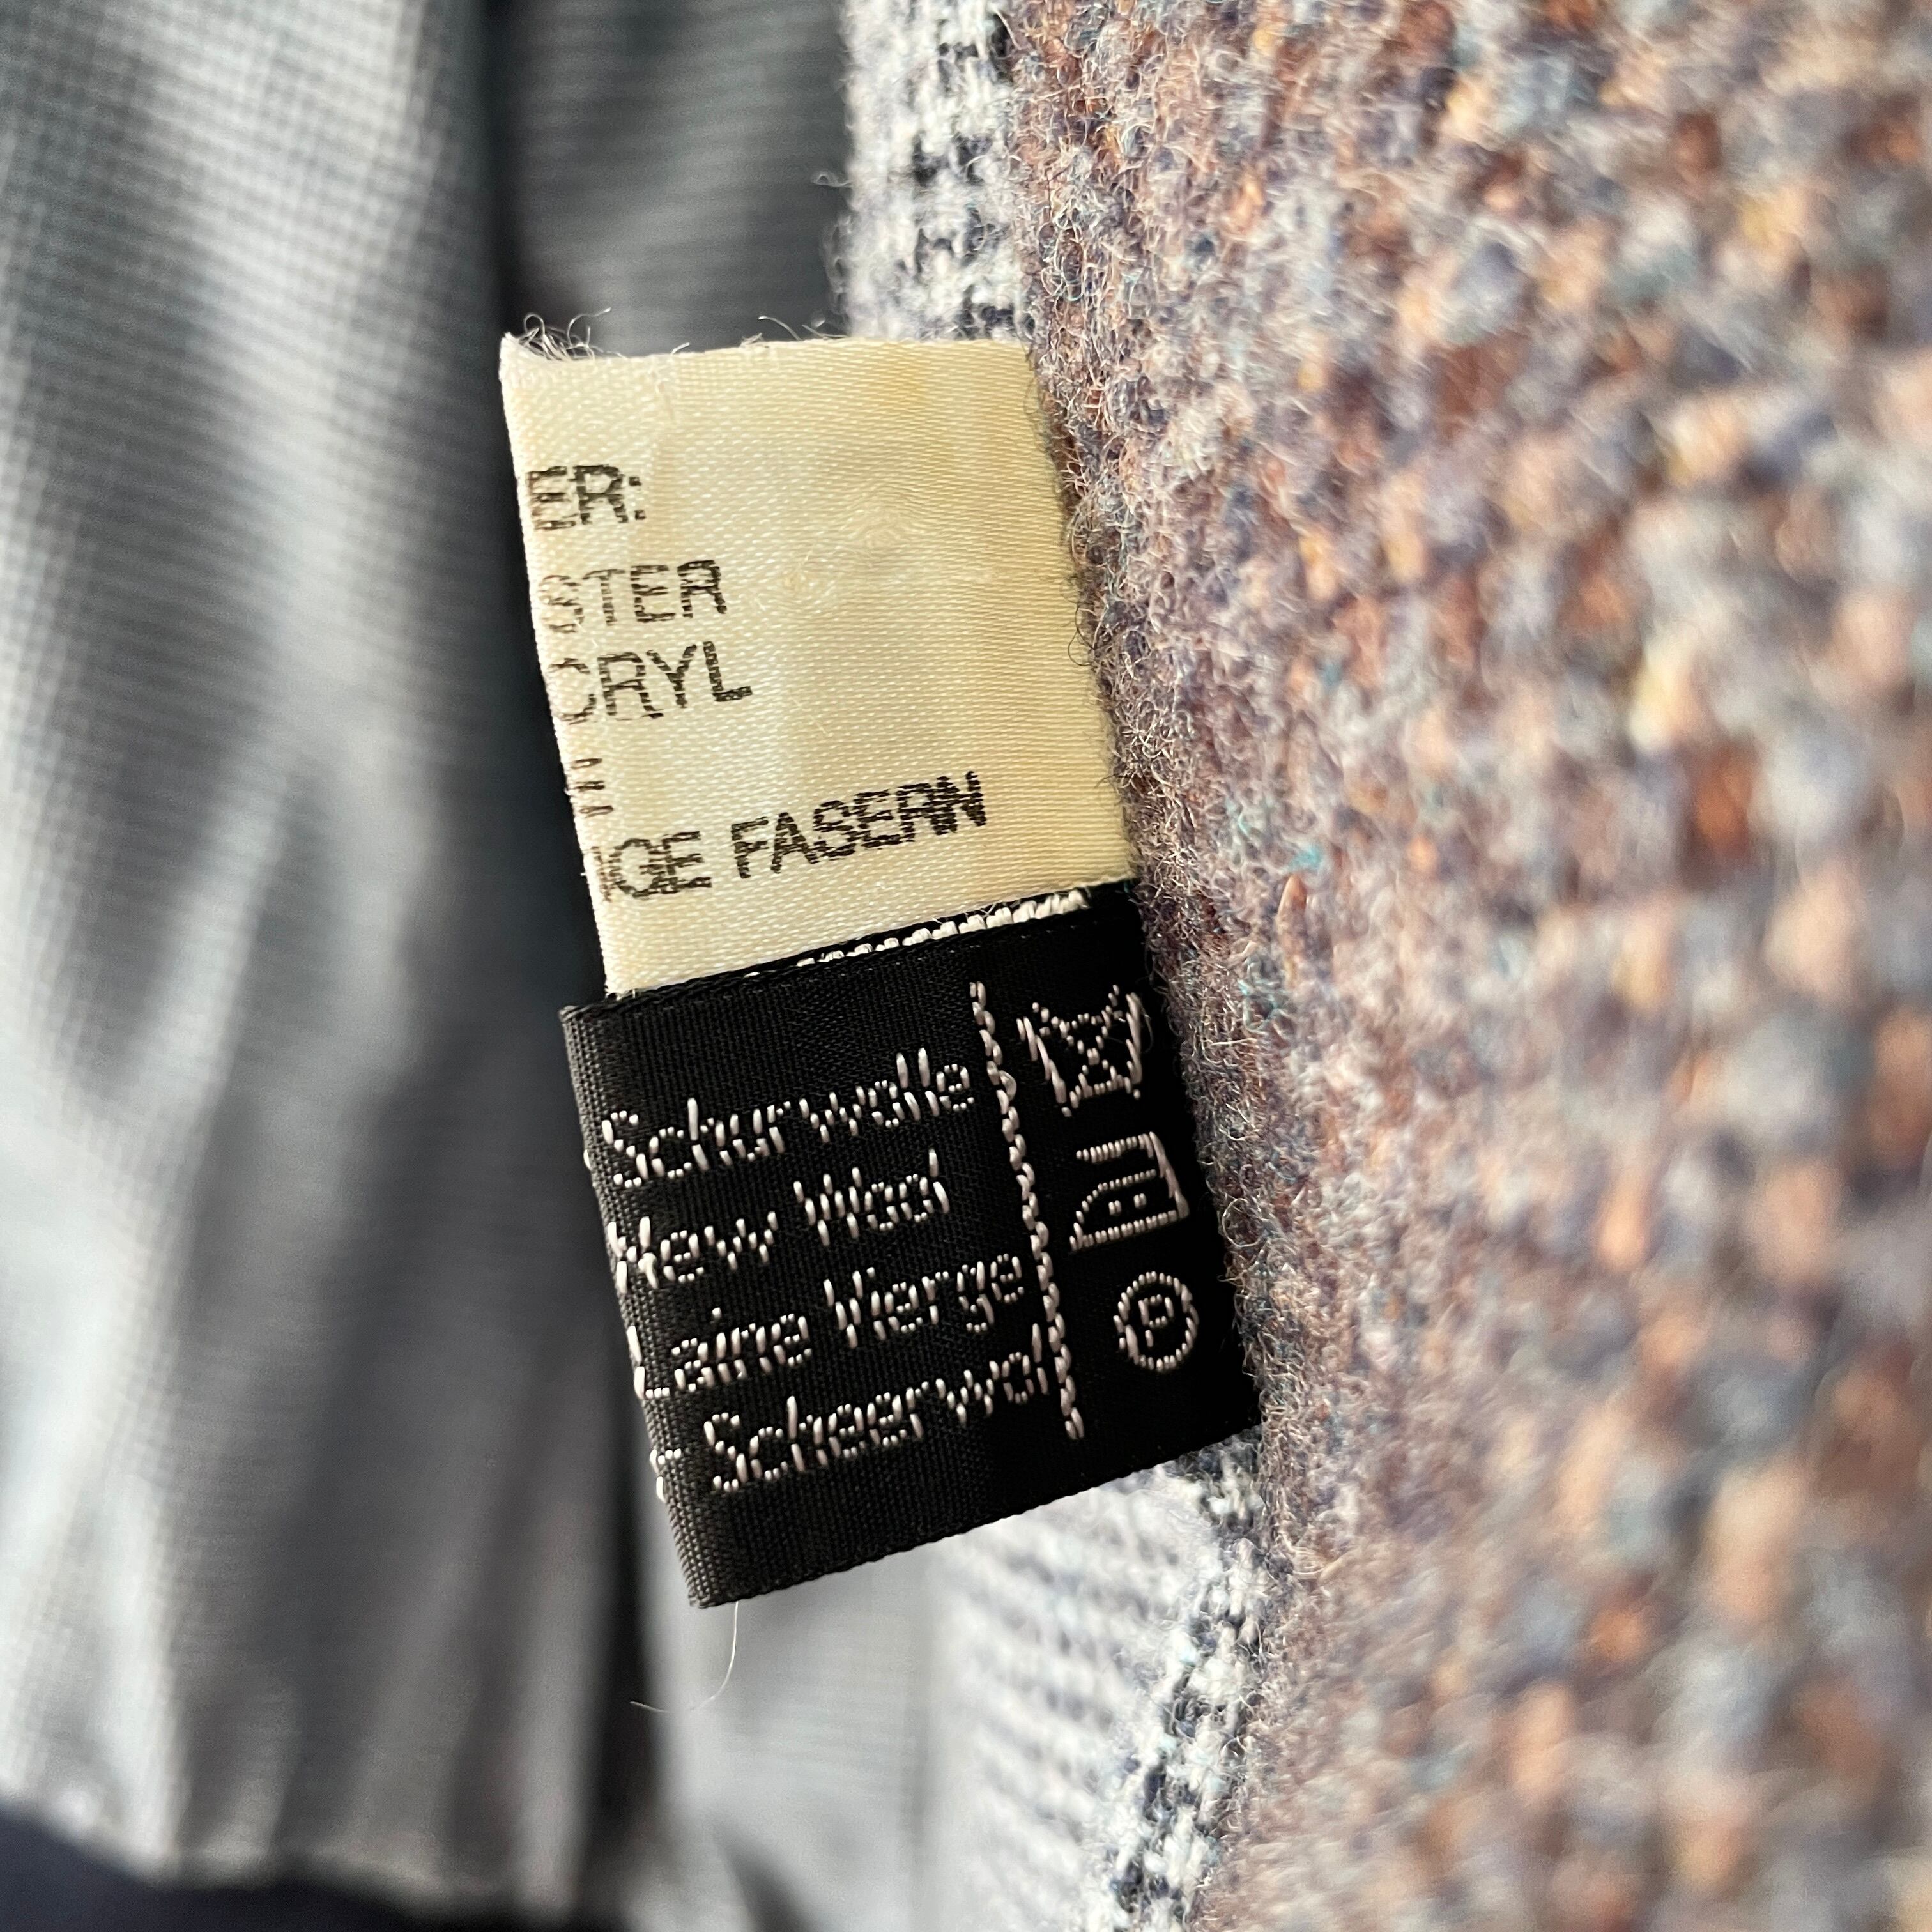 ER:
STER
CRYL
IGE FASERN
Schurwolle
New Wool
Laine Vierge
Scheerwol
P